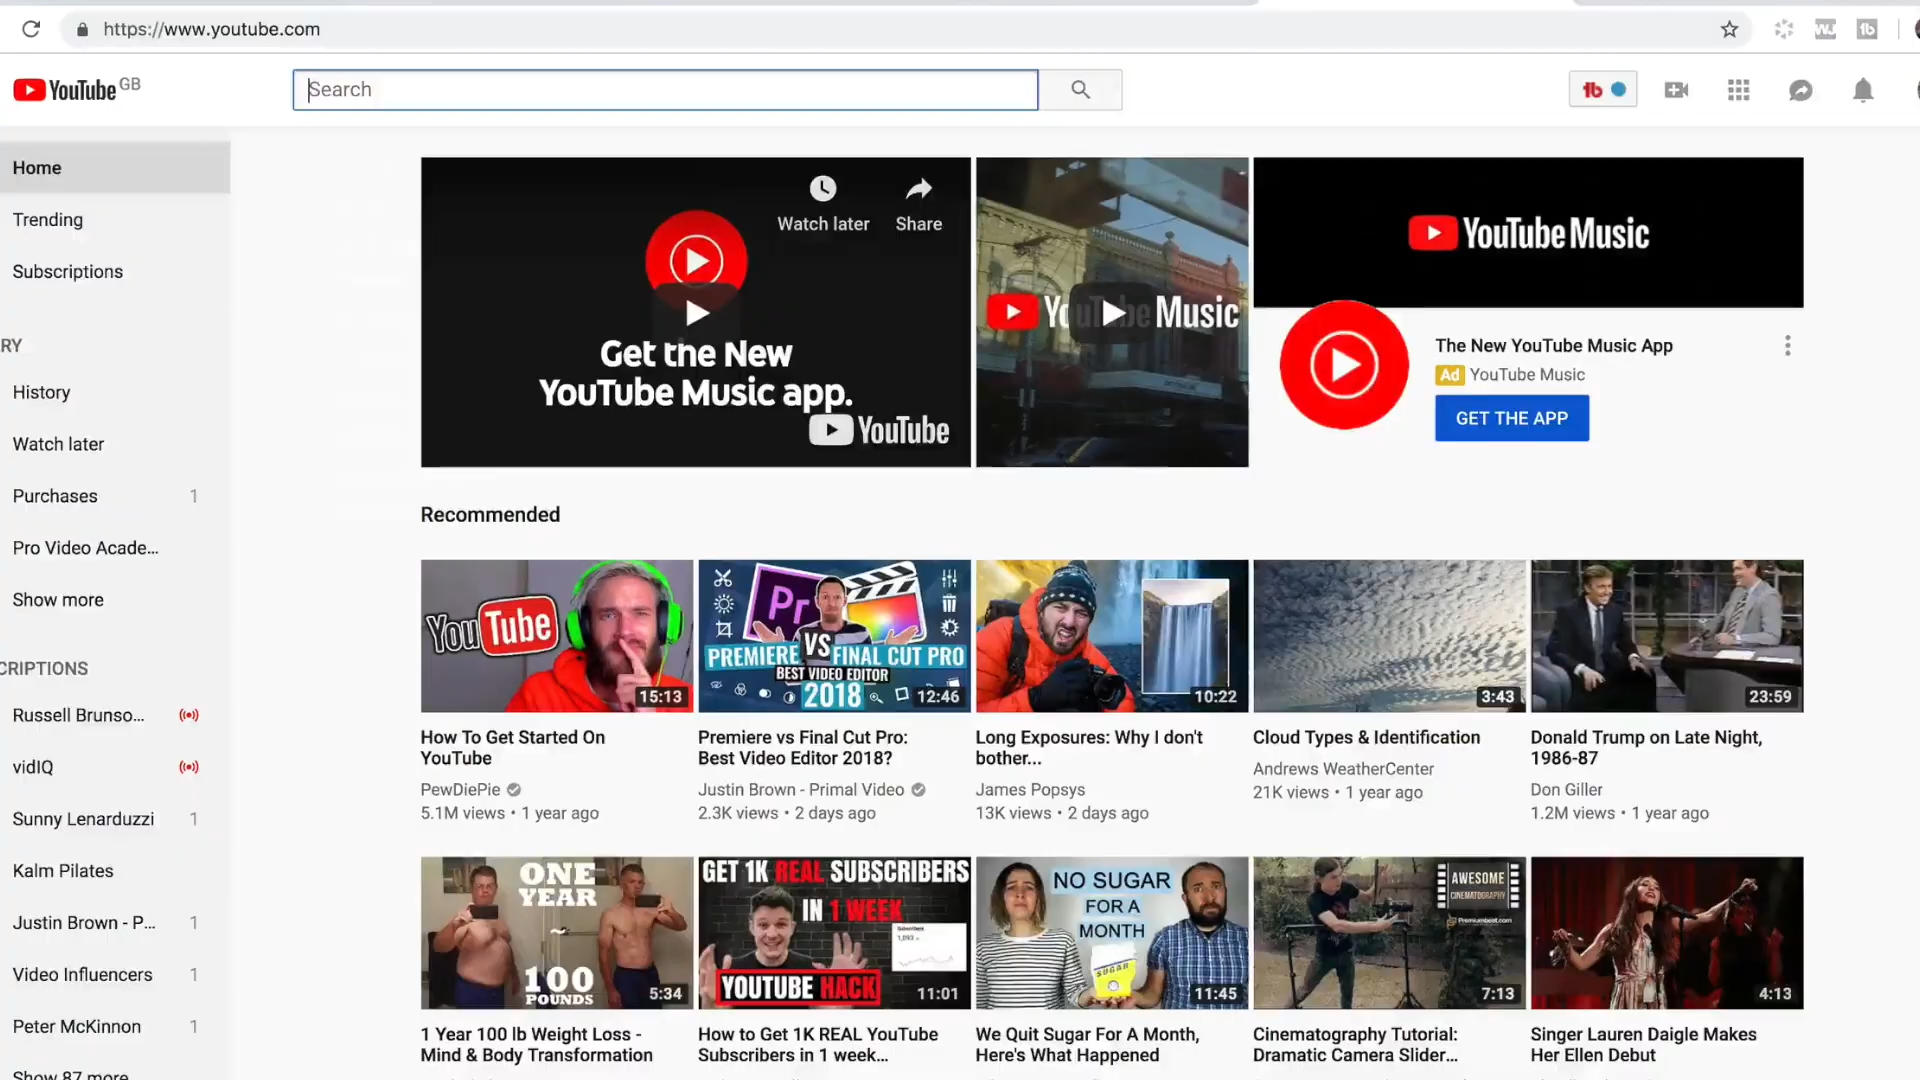 https://www.youtube.com
YouTube GB
Search
Home
Trending
Subscriptions
RY
History
Watch later
Purchases 1
Pro Video Acade...
Show more
CRIPTIONS
Russell Brunso...
vidIQ
Sunny Lenarduzzi 1
Kalm Pilates
Justin Brown - P... 1
Video Influencers 1
Peter McKinnon 1
Show 87 more
Watch later
Share
Get the New
YouTube Music app.
YouTube
Music
YouTube Music
The New YouTube Music App
Ad YouTube Music
GET THE APP
Recommended
YouTube
15:13
How To Get Started On
YouTube
PewDiePie
5.1M views • 1 year ago
Pr
VS
PREMIERE FINAL CUT PRO
BEST VIDEO EDITOR
2018
12:46
Premiere vs Final Cut Pro:
Best Video Editor 2018?
Justin Brown - Primal Video
2.3K views • 2 days ago
10:22
Long Exposures: Why I don't
bother...
James Popsys
13K views • 2 days ago
3:43
Cloud Types & Identification
Andrews WeatherCenter
21K views • 1 year ago
23:59
Donald Trump on Late Night,
1986-87
Don Giller
1.2M views • 1 year ago
ONE
YEAR
~
100
POUNDS
5:34
1 Year 100 lb Weight Loss -
Mind & Body Transformation
GET 1K REAL SUBSCRIBERS
IN 1 WEEK
YOUTUBE HACK
11:01
How to Get 1K REAL YouTube
Subscribers in 1 week...
NO SUGAR
FOR A
MONTH
SUGAR
11:45
We Quit Sugar For A Month,
Here's What Happened
AWESOME
CINEMATOGRAPHY
Premiumbeat.com
7:13
Cinematography Tutorial:
Dramatic Camera Slider...
4:13
Singer Lauren Daigle Makes
Her Ellen Debut